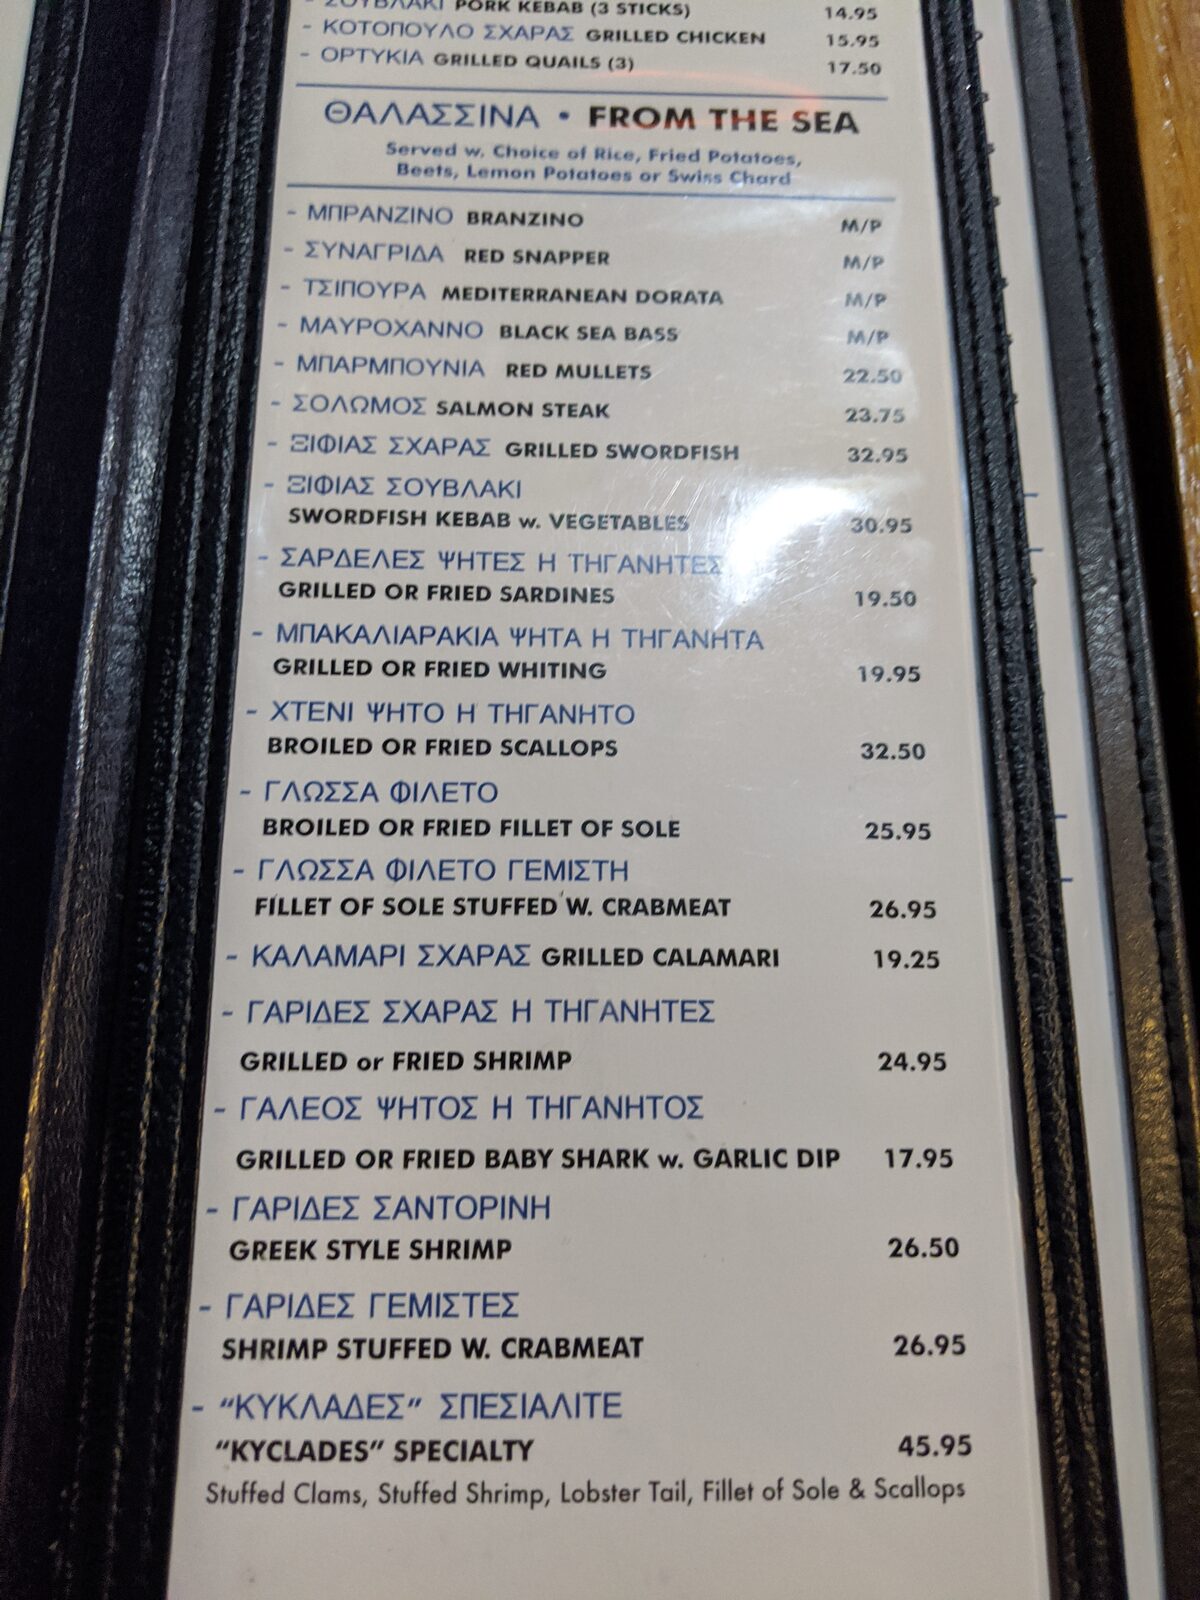 - ΣΟΥΒΛΑΚΙ PORK KEBAB (3 STICKS) 14.95
- ΚΟΤΟΠΟΥΛΟ ΣΧΑΡΑΣ GRILLED CHICKEN 15.95
- ΟΡΤΥΚΙΑ GRILLED QUAILS (3) 17.50
ΘΑΛΑΣΣΙΝΑ • FROM THE SEA
Served w. Choice of Rice, Fried Potatoes,
Beets, Lemon Potatoes or Swiss Chard
- ΜΠΡΑΝΖΙΝΟ BRANZINO M/P
- ΣΥΝΑΓΡΙΔΑ RED SNAPPER M/P
- ΤΣΙΠΟΥΡΑ MEDITERRANEAN DORATA M/P
- ΜΑΥΡΟΧΑΝΝΟ BLACK SEA BASS M/P
- ΜΠΑΡΜΠΟΥΝΙΑ RED MULLETS 22.50
- ΣΟΛΩΜΟΣ SALMON STEAK 23.75
- ΞΙΦΙΑΣ ΣΧΑΡΑΣ GRILLED SWORDFISH 32.95
- ΞΙΦΙΑΣ ΣΟΥΒΛΑΚΙ
SWORDFISH KEBAB w. VEGETABLES 30.95
- ΣΑΡΔΕΛΕΣ ΨΗΤΕΣ Η ΤΗΓΑΝΗΤΕΣ
GRILLED OR FRIED SARDINES 19.50
- ΜΠΑΚΑΛΙΑΡΑΚΙΑ ΨΗΤΑ Η ΤΗΓΑΝΗΤΑ
GRILLED OR FRIED WHITING 19.95
- ΧΤΕΝΙ ΨΗΤΟ Η ΤΗΓΑΝΗΤΟ
BROILED OR FRIED SCALLOPS 32.50
- ΓΛΩΣΣΑ ΦΙΛΕΤΟ
BROILED OR FRIED FILLET OF SOLE 25.95
- ΓΛΩΣΣΑ ΦΙΛΕΤΟ ΓΕΜΙΣΤΗ
FILLET OF SOLE STUFFED W. CRABMEAT 26.95
- ΚΑΛΑΜΑΡΙ ΣΧΑΡΑΣ GRILLED CALAMARI 19.25
- ΓΑΡΙΔΕΣ ΣΧΑΡΑΣ Η ΤΗΓΑΝΗΤΕΣ
GRILLED or FRIED SHRIMP 24.95
- ΓΑΛΕΟΣ ΨΗΤΟΣ Η ΤΗΓΑΝΗΤΟΣ
GRILLED OR FRIED BABY SHARK w. GARLIC DIP 17.95
- ΓΑΡΙΔΕΣ ΣΑΝΤΟΡΙΝΗ
GREEK STYLE SHRIMP 26.50
- ΓΑΡΙΔΕΣ ΓΕΜΙΣΤΕΣ
SHRIMP STUFFED W. CRABMEAT 26.95
- “ΚΥΚΛΑΔΕΣ” ΣΠΕΣΙΑΛΙΤΕ
“KYCLADES” SPECIALTY 45.95
Stuffed Clams, Stuffed Shrimp, Lobster Tail, Fillet of Sole & Scallops